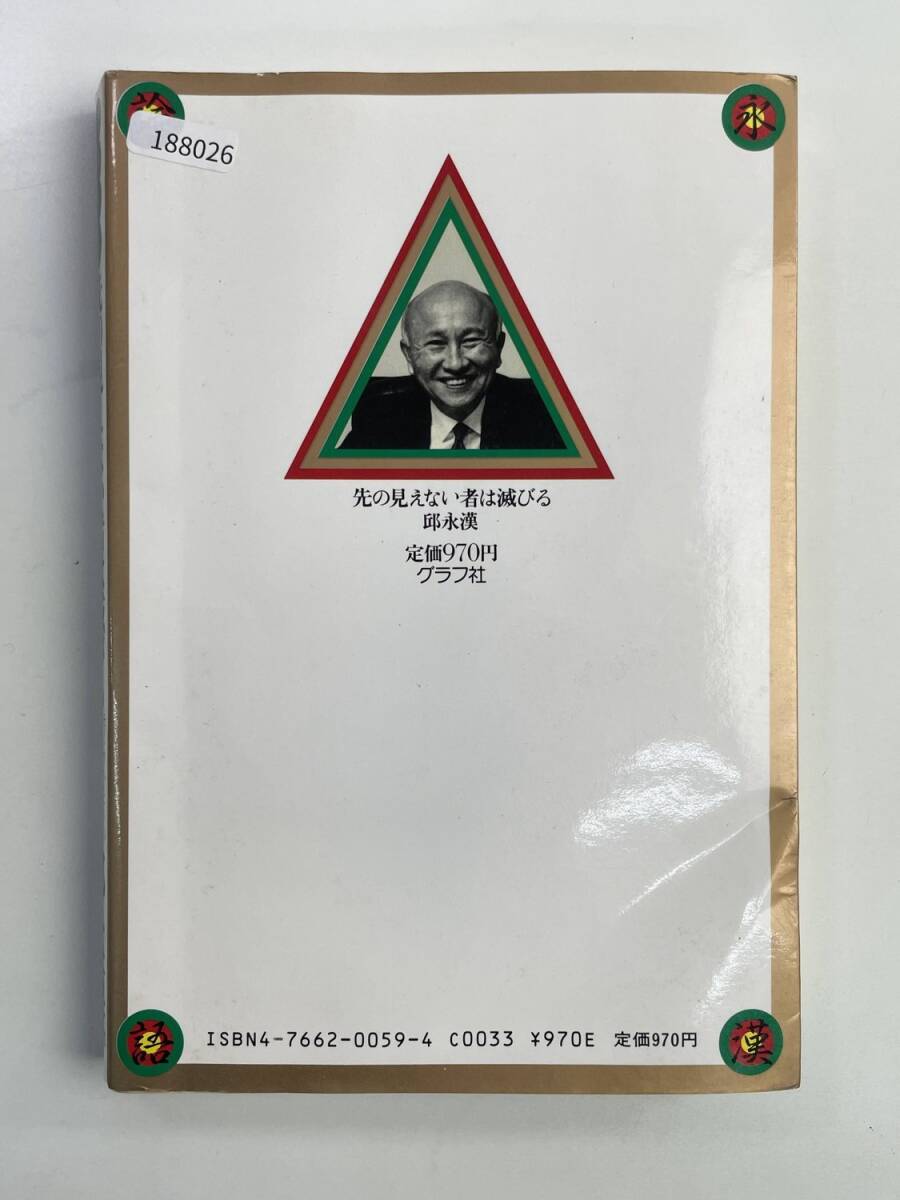 論
永
188026
先の見えない者は滅びる
邱永漢
定価970円
グラフ社
語
ISBN4-7662-0059-4 C0033 ¥970E 定価970円
漢